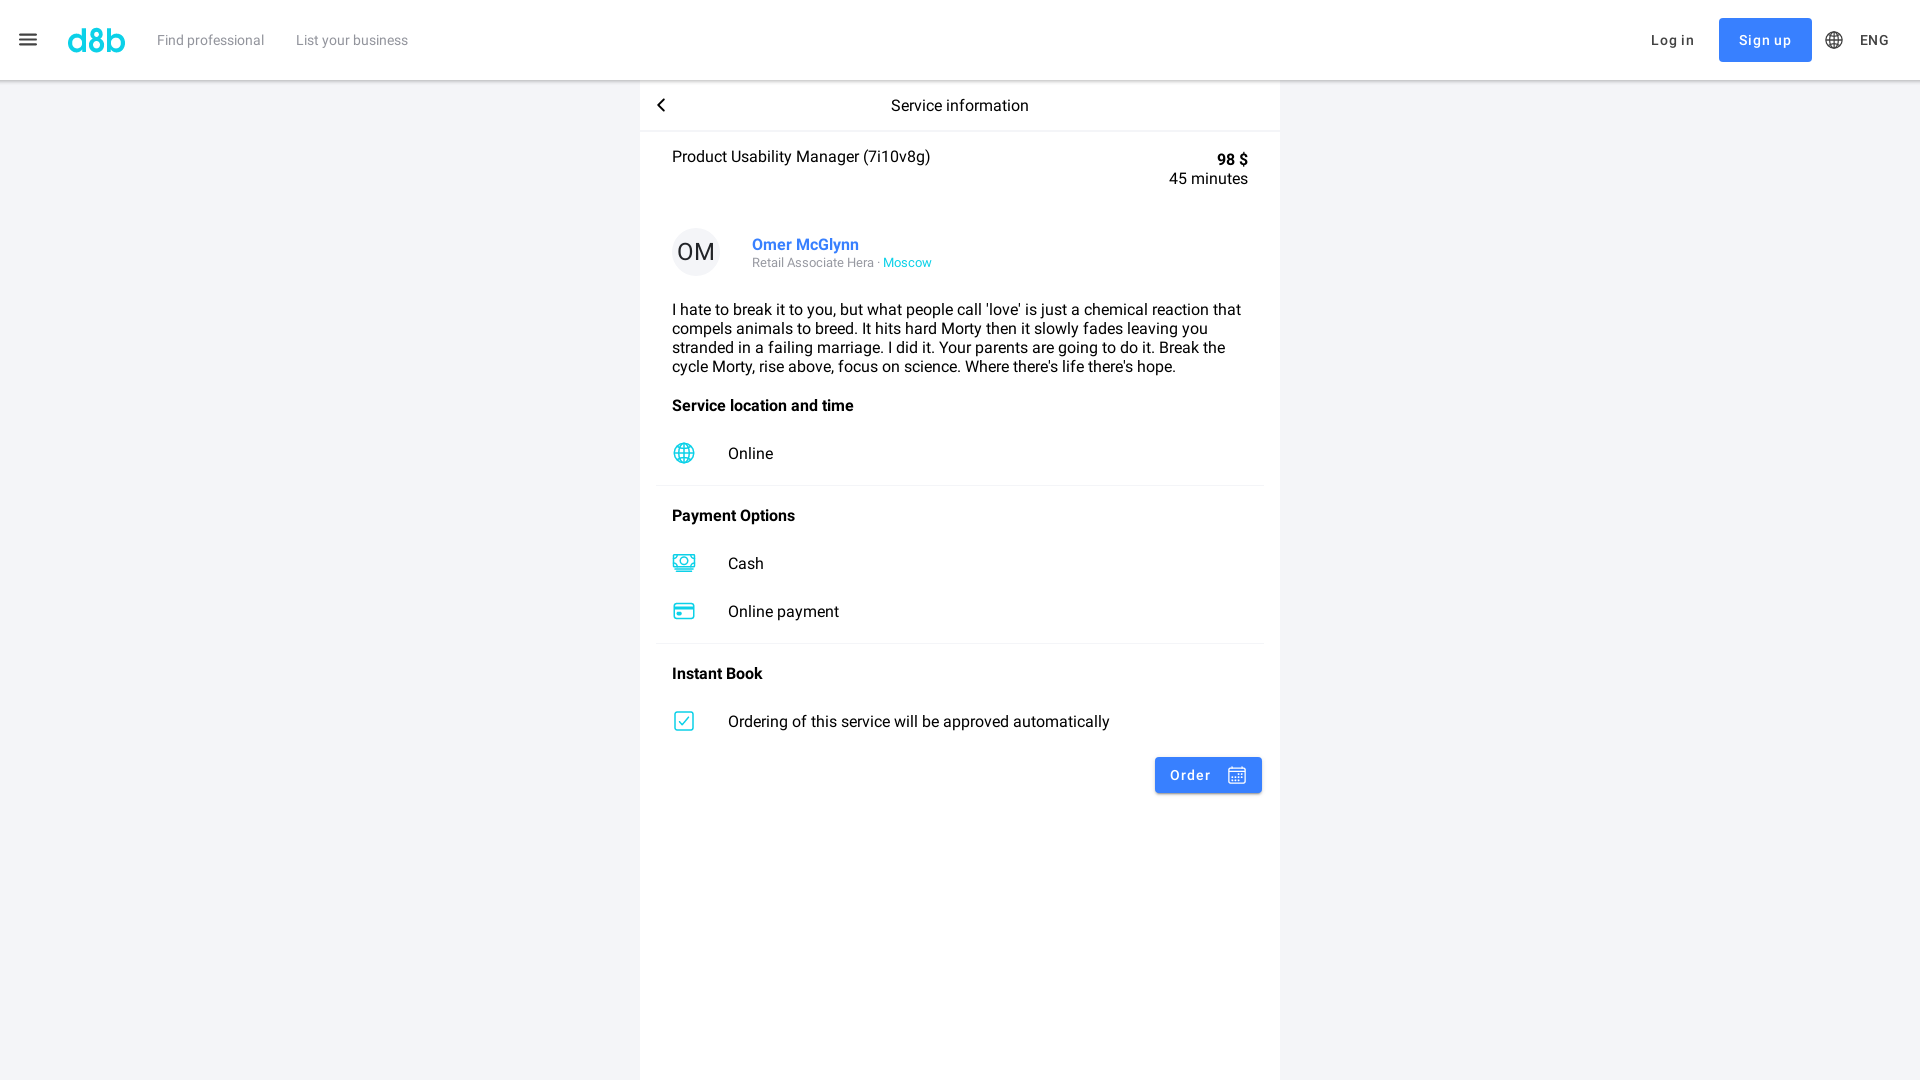 d8b
Find professional
List your business
Log in
Sign up
ENG
Service information
Product Usability Manager (7i10v8g)
98 $
45 minutes
OM
Omer McGlynn
Retail Associate Hera · Moscow
I hate to break it to you, but what people call 'love' is just a chemical reaction that
compels animals to breed. It hits hard Morty then it slowly fades leaving you
stranded in a failing marriage. I did it. Your parents are going to do it. Break the
cycle Morty, rise above, focus on science. Where there's life there's hope.
Service location and time
Online
Payment Options
Cash
Online payment
Instant Book
Ordering of this service will be approved automatically
Order